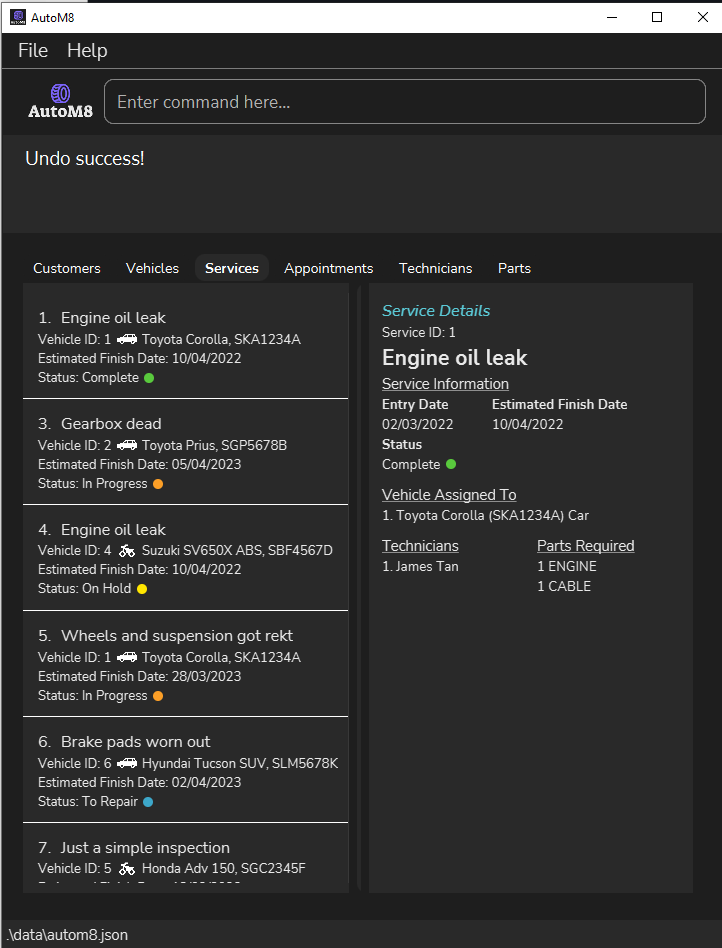 AutoM8
File Help
AutoM8
Enter command here...
Undo success!
Customers Vehicles Services Appointments Technicians Parts
1. Engine oil leak
Vehicle ID: 1 Toyota Corolla, SKA1234A
Estimated Finish Date: 10/04/2022
Status: Complete
3. Gearbox dead
Vehicle ID: 2 Toyota Prius, SGP5678B
Estimated Finish Date: 05/04/2023
Status: In Progress
4. Engine oil leak
Vehicle ID: 4 Suzuki SV650X ABS, SBF4567D
Estimated Finish Date: 10/04/2022
Status: On Hold
5. Wheels and suspension got rekt
Vehicle ID: 1 Toyota Corolla, SKA1234A
Estimated Finish Date: 28/03/2023
Status: In Progress
6. Brake pads worn out
Vehicle ID: 6 Hyundai Tucson SUV, SLM5678K
Estimated Finish Date: 02/04/2023
Status: To Repair
7. Just a simple inspection
Vehicle ID: 5 Honda Adv 150, SGC2345F
Service Details
Service ID: 1
Engine oil leak
Service Information
Entry Date Estimated Finish Date
02/03/2022 10/04/2022
Status
Complete
Vehicle Assigned To
1. Toyota Corolla (SKA1234A) Car
Technicians Parts Required
1. James Tan 1 ENGINE
1 CABLE
.\data\autom8.json